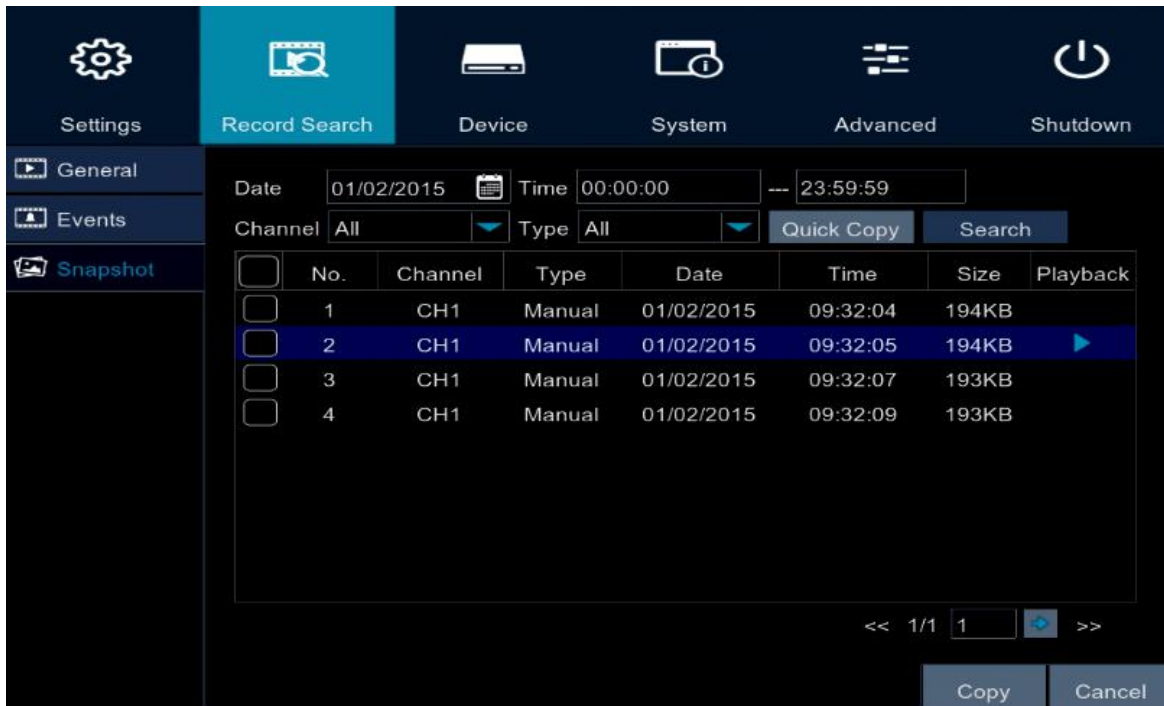 Settings Record Search Device System Advanced Shutdown
General
Events
Snapshot
Date 01/02/2015 Time 00:00:00 --- 23:59:59
Channel All Type All Quick Copy Search
No. Channel Type Date Time Size Playback
1 CH1 Manual 01/02/2015 09:32:04 194KB
2 CH1 Manual 01/02/2015 09:32:05 194KB
3 CH1 Manual 01/02/2015 09:32:07 193KB
4 CH1 Manual 01/02/2015 09:32:09 193KB
<< 1/1 1 >>
Copy Cancel